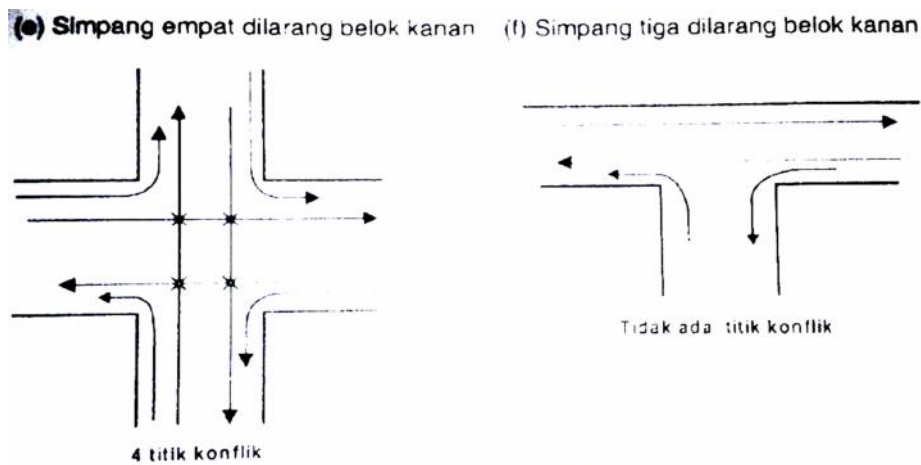 (e) Simpang empat dilarang belok kanan
(f) Simpang tiga dilarang belok kanan
Tidak ada titik konflik
4 titik konflik